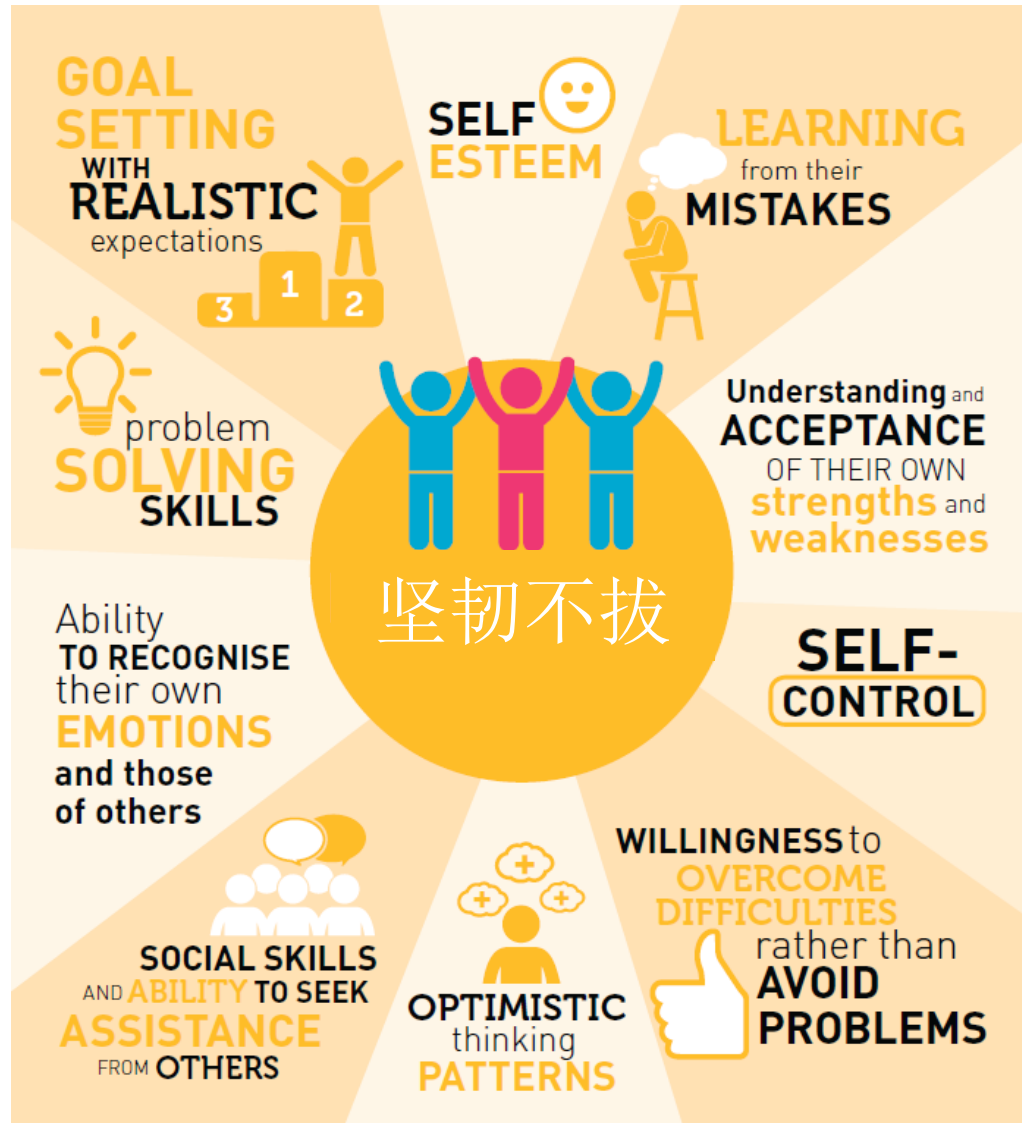 GOAL
SETTING
WITH
REALISTIC
expectations
1
2
3
SELF
ESTEEM
LEARNING
from their
MISTAKES
Understanding and
ACCEPTANCE
OF THEIR OWN
strengths and
weaknesses
SELF-
CONTROL
WILLINGNESS to
OVERCOME
DIFFICULTIES
rather than
AVOID
PROBLEMS
OPTIMISTIC
thinking
PATTERNS
SOCIAL SKILLS
AND ABILITY TO SEEK
ASSISTANCE
FROM OTHERS
Ability
TO RECOGNISE
their own
EMOTIONS
and those
of others
problem
SOLVING
SKILLS
坚韧不拔